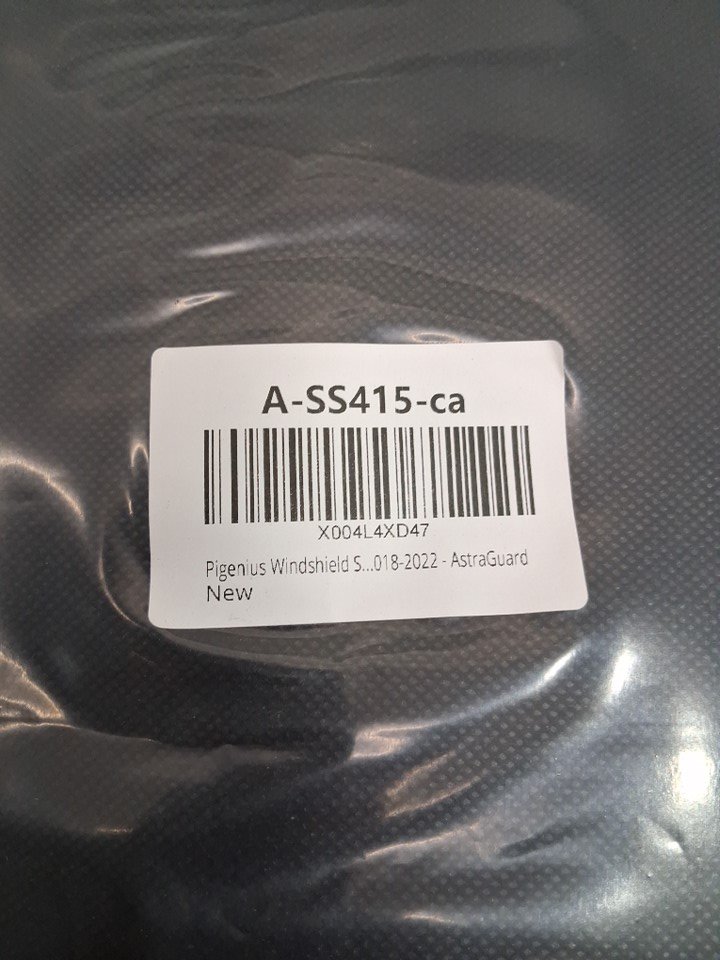 A-SS415-ca
X004L4XD47
Pigenius Windshield S...018-2022 - AstraGuard
New